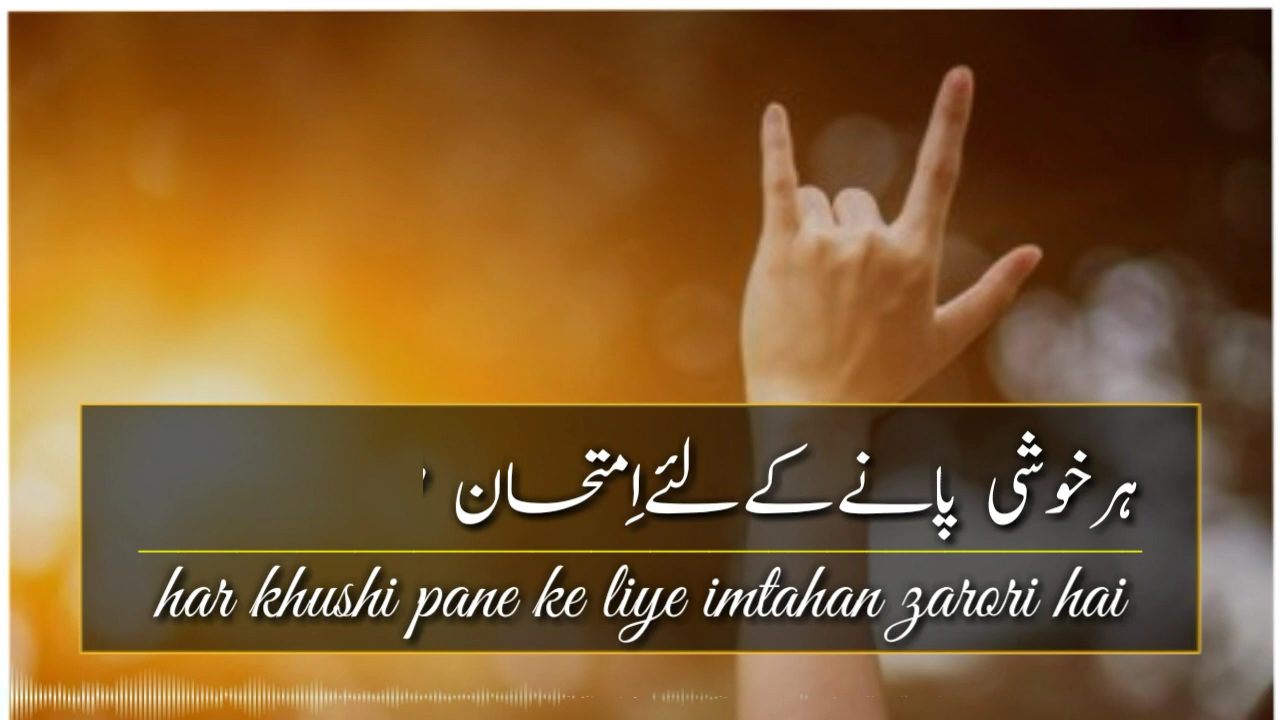 ہر خوشی پانے کے لئے اِمتحان
har khushi pane ke liye imtahan zarori hai